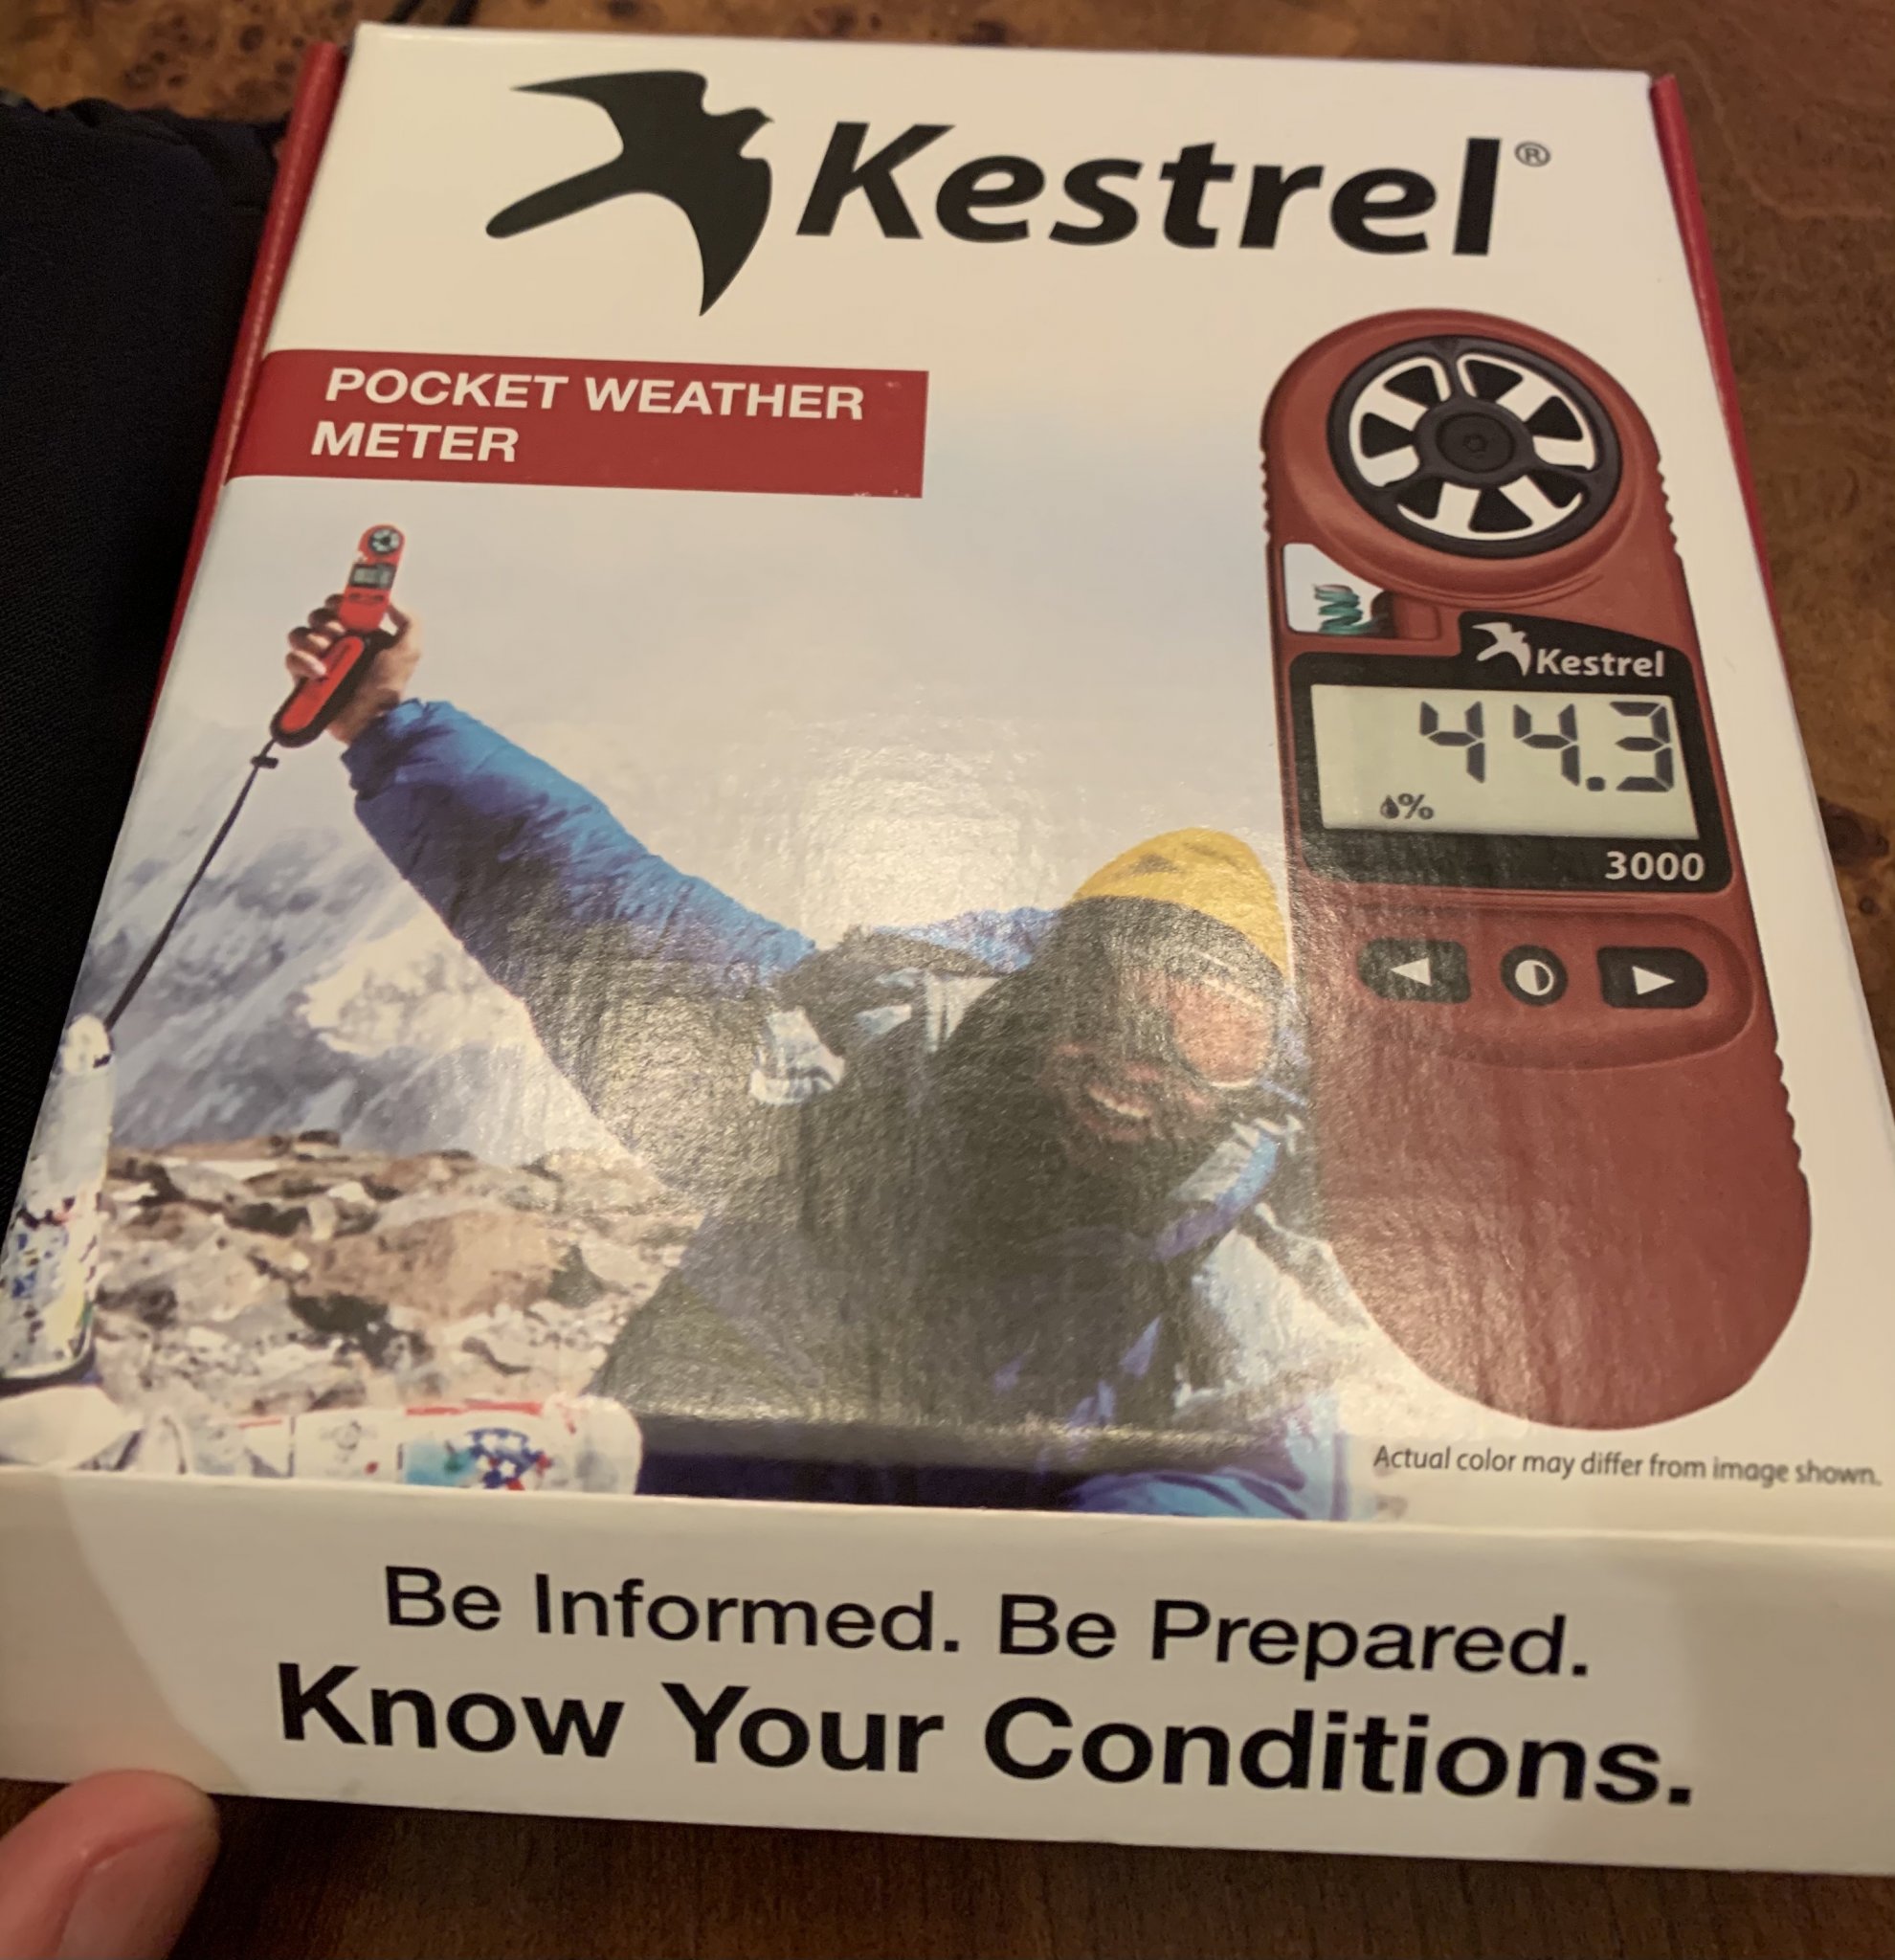 Kestrel®
POCKET WEATHER
METER
Kestrel
44.3
%
3000
Actual color may differ from image shown.
Be Informed. Be Prepared.
Know Your Conditions.